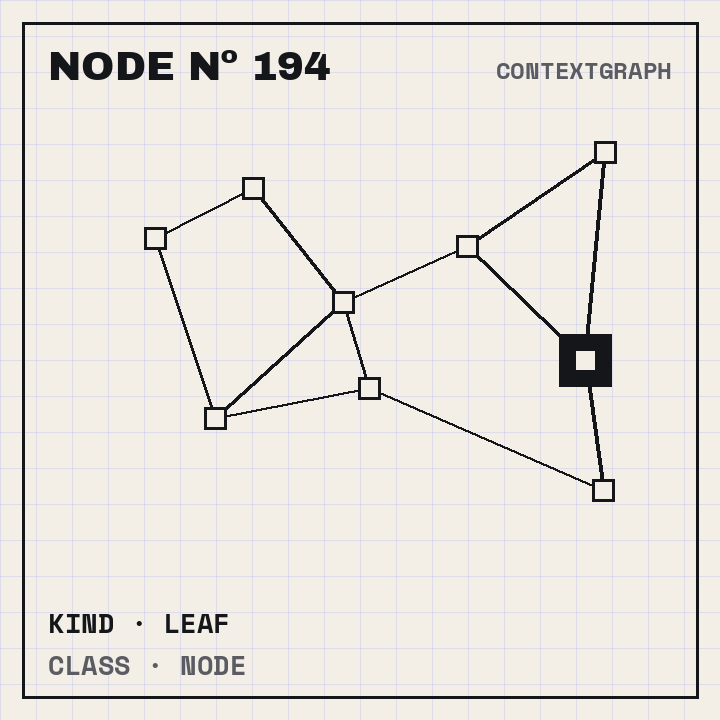 NODE Nº 194
CONTEXTGRAPH
KIND · LEAF
CLASS · NODE